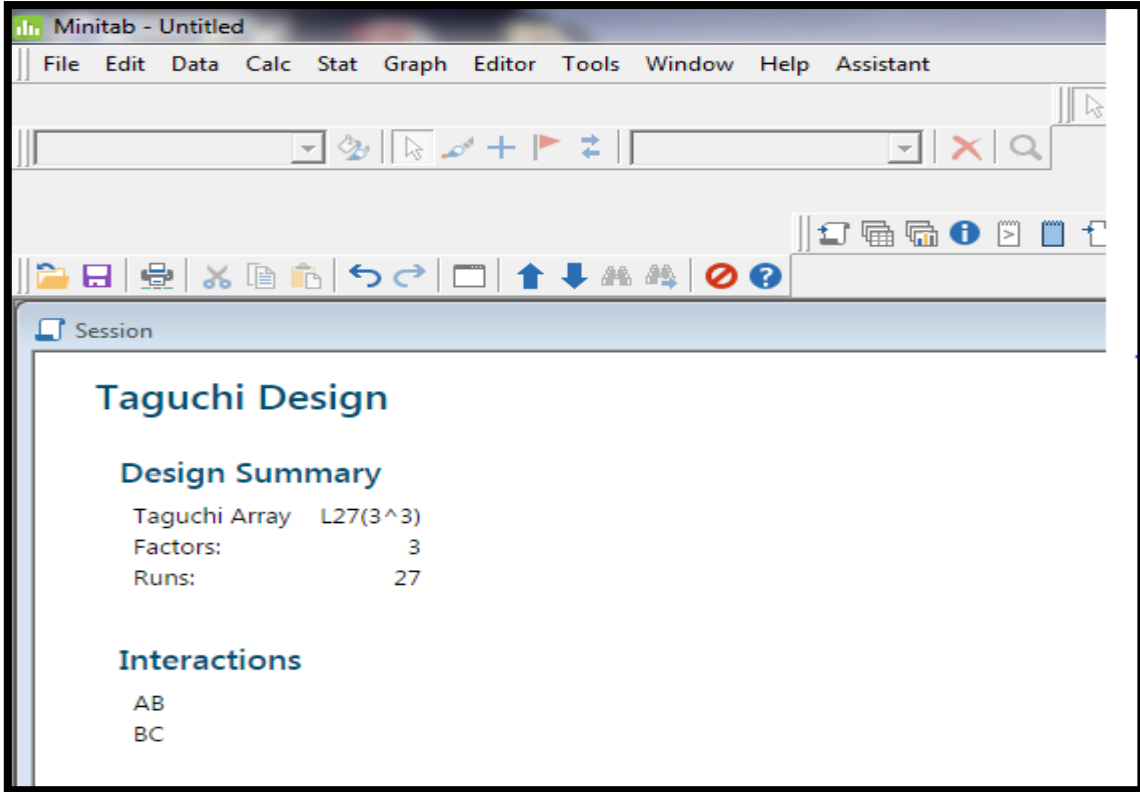 Minitab - Untitled
File Edit Data Calc Stat Graph Editor Tools Window Help Assistant
Session
Taguchi Design
Design Summary
Taguchi Array L27(3^3)
Factors: 3
Runs: 27
Interactions
AB
BC